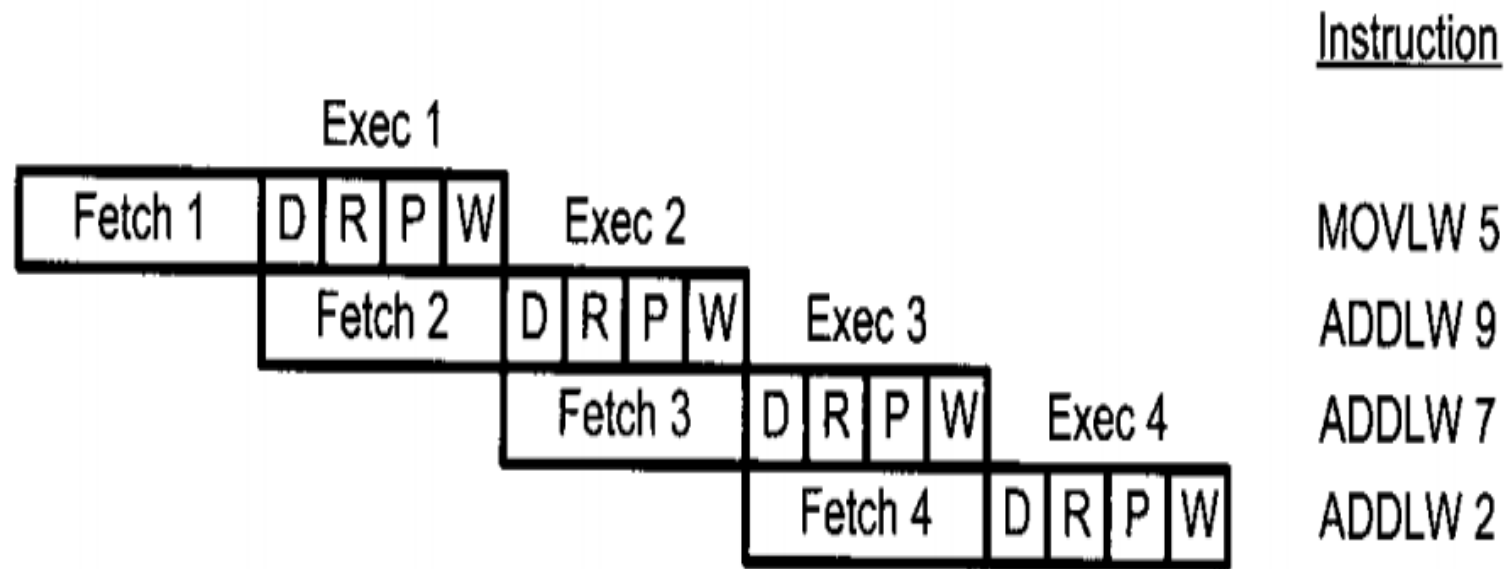 Instruction
Exec 1
Fetch 1 D R P W Exec 2 MOVLW 5
Fetch 2 D R P W Exec 3 ADDLW 9
Fetch 3 D R P W Exec 4 ADDLW 7
Fetch 4 D R P W ADDLW 2